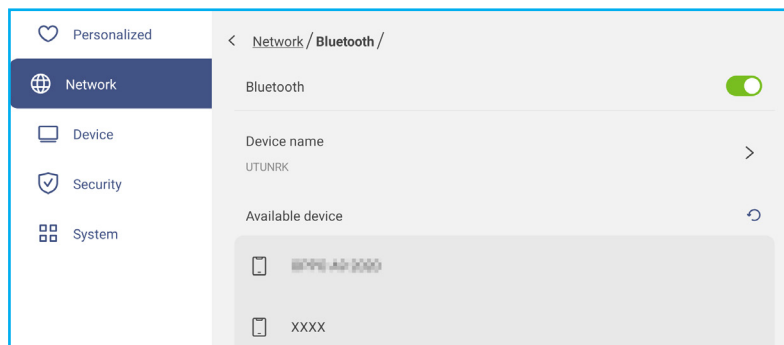 Personalized
Network
Device
Security
System
Network / Bluetooth /
Bluetooth
Device name
UTUNRK
Available device
XXXX